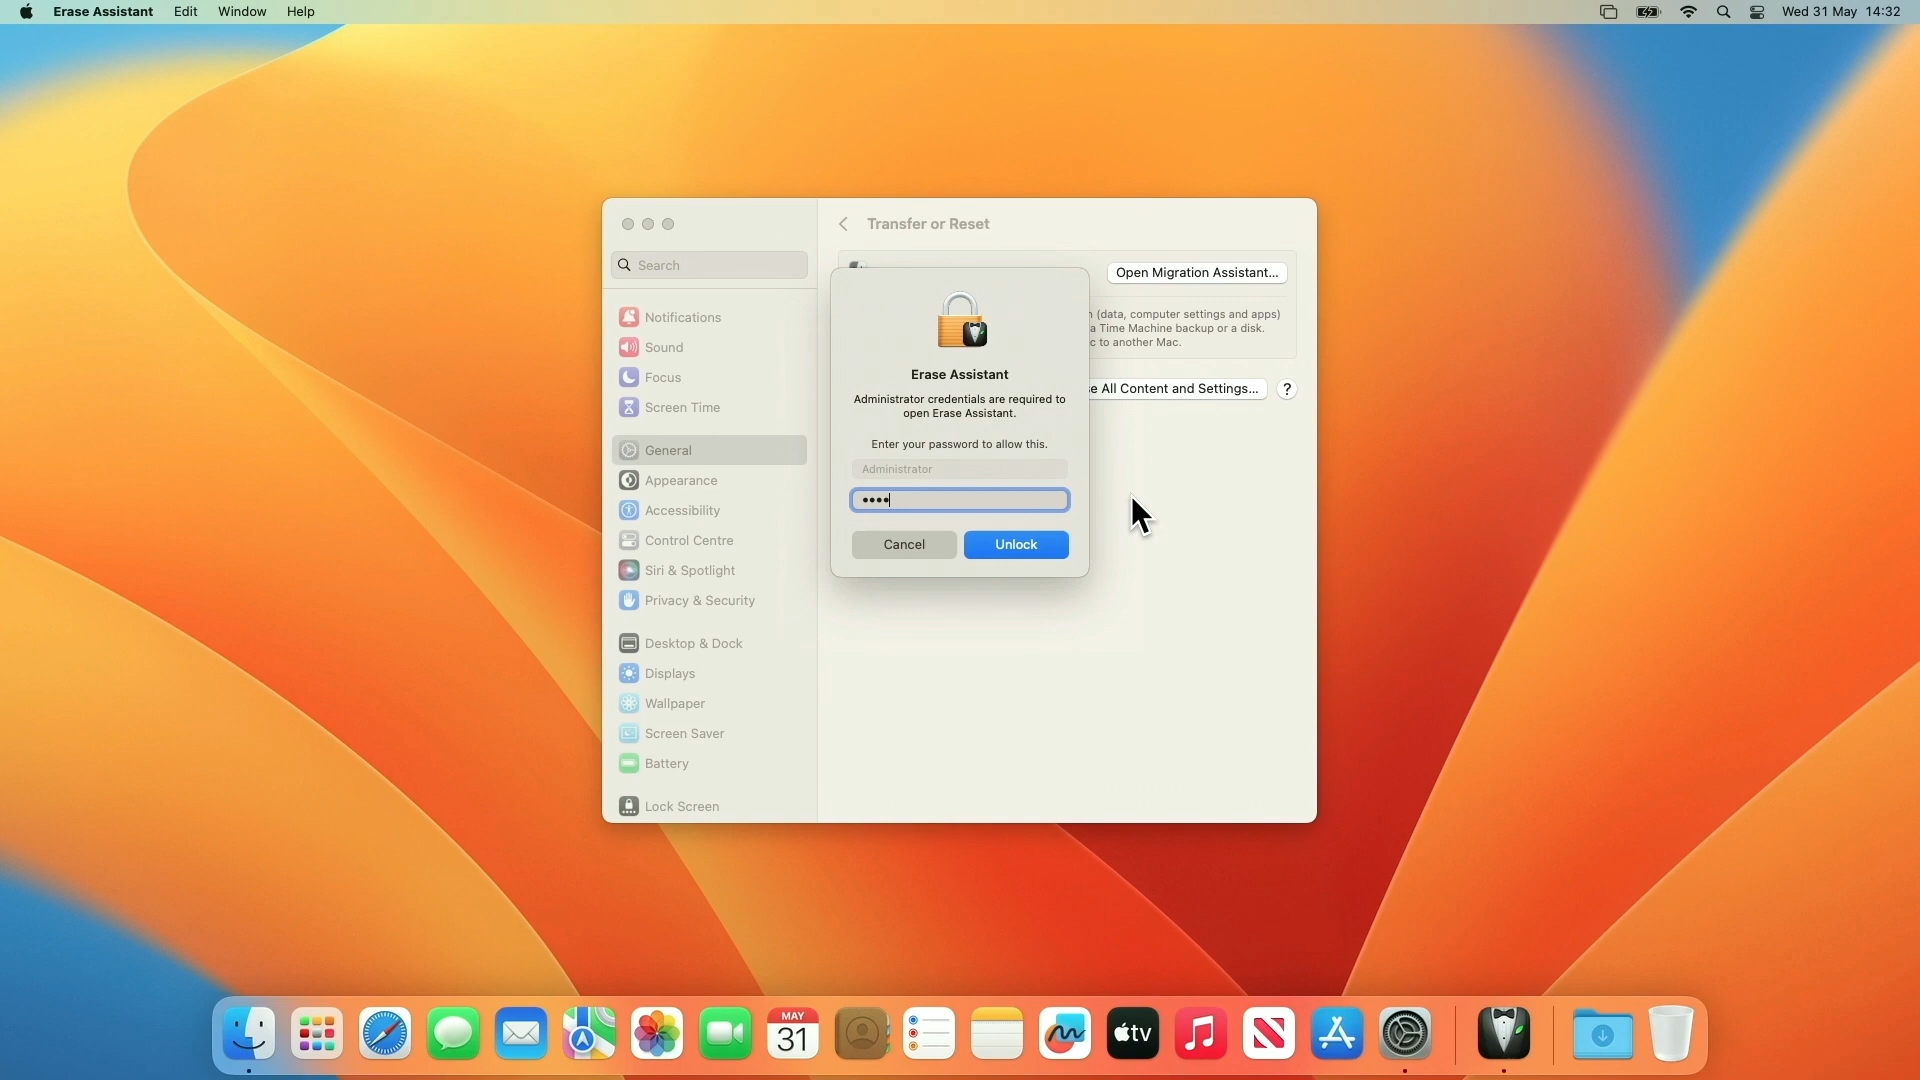 Erase Assistant Edit Window Help Wed 31 May 14:32
Transfer or Reset
Search
Notifications
Sound
Focus
Screen Time
General
Appearance
Accessibility
Control Centre
Siri & Spotlight
Privacy & Security
Desktop & Dock
Displays
Wallpaper
Screen Saver
Battery
Lock Screen
Open Migration Assistant...
(data, computer settings and apps)
a Time Machine backup or a disk.
to another Mac.
All Content and Settings... ?
Erase Assistant
Administrator credentials are required to
open Erase Assistant.
Enter your password to allow this.
Administrator
••••
Cancel Unlock
MAY
31
tv